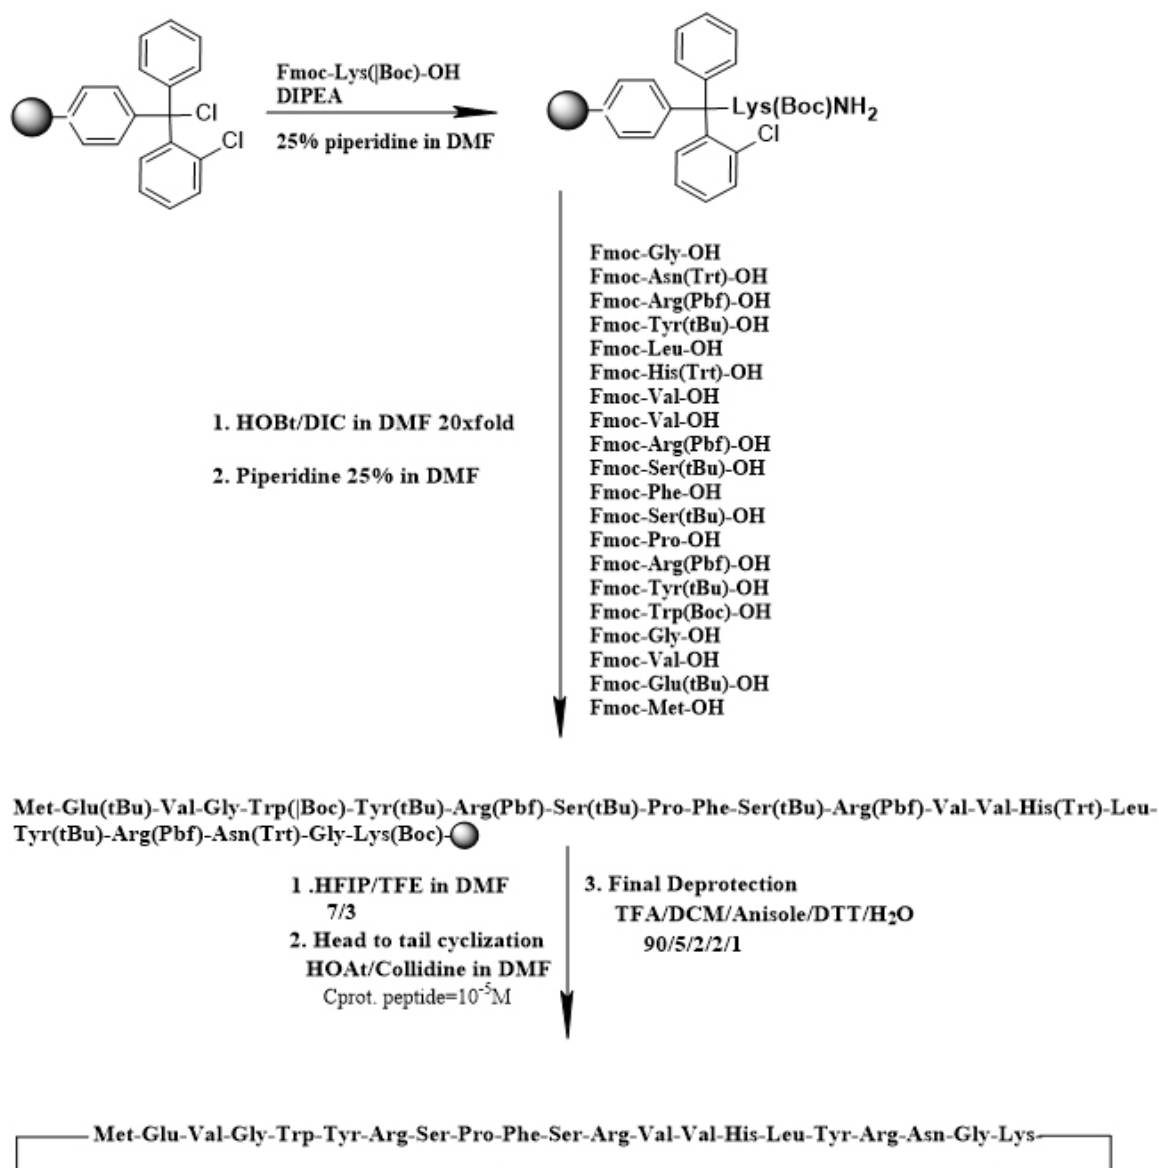 Cl
Cl
Fmoc-Lys(|Boc)-OH
DIPEA
25% piperidine in DMF
Lys(Boc)NH2
Cl
Fmoc-Gly-OH
Fmoc-Asn(Trt)-OH
Fmoc-Arg(Pbf)-OH
Fmoc-Tyr(tBu)-OH
Fmoc-Leu-OH
Fmoc-His(Trt)-OH
Fmoc-Val-OH
Fmoc-Val-OH
Fmoc-Arg(Pbf)-OH
Fmoc-Ser(tBu)-OH
Fmoc-Phe-OH
Fmoc-Ser(tBu)-OH
Fmoc-Pro-OH
Fmoc-Arg(Pbf)-OH
Fmoc-Tyr(tBu)-OH
Fmoc-Trp(Boc)-OH
Fmoc-Gly-OH
Fmoc-Val-OH
Fmoc-Glu(tBu)-OH
Fmoc-Met-OH
1. HOBt/DIC in DMF 20xfold
2. Piperidine 25% in DMF
Met-Glu(tBu)-Val-Gly-Trp(|Boc)-Tyr(tBu)-Arg(Pbf)-Ser(tBu)-Pro-Phe-Ser(tBu)-Arg(Pbf)-Val-Val-His(Trt)-Leu-
Tyr(tBu)-Arg(Pbf)-Asn(Trt)-Gly-Lys(Boc)-
1 .HFIP/TFE in DMF
7/3
2. Head to tail cyclization
HOAt/Collidine in DMF
Cprot. peptide=10-5M
3. Final Deprotection
TFA/DCM/Anisole/DTT/H2O
90/5/2/2/1
Met-Glu-Val-Gly-Trp-Tyr-Arg-Ser-Pro-Phe-Ser-Arg-Val-Val-His-Leu-Tyr-Arg-Asn-Gly-Lys-